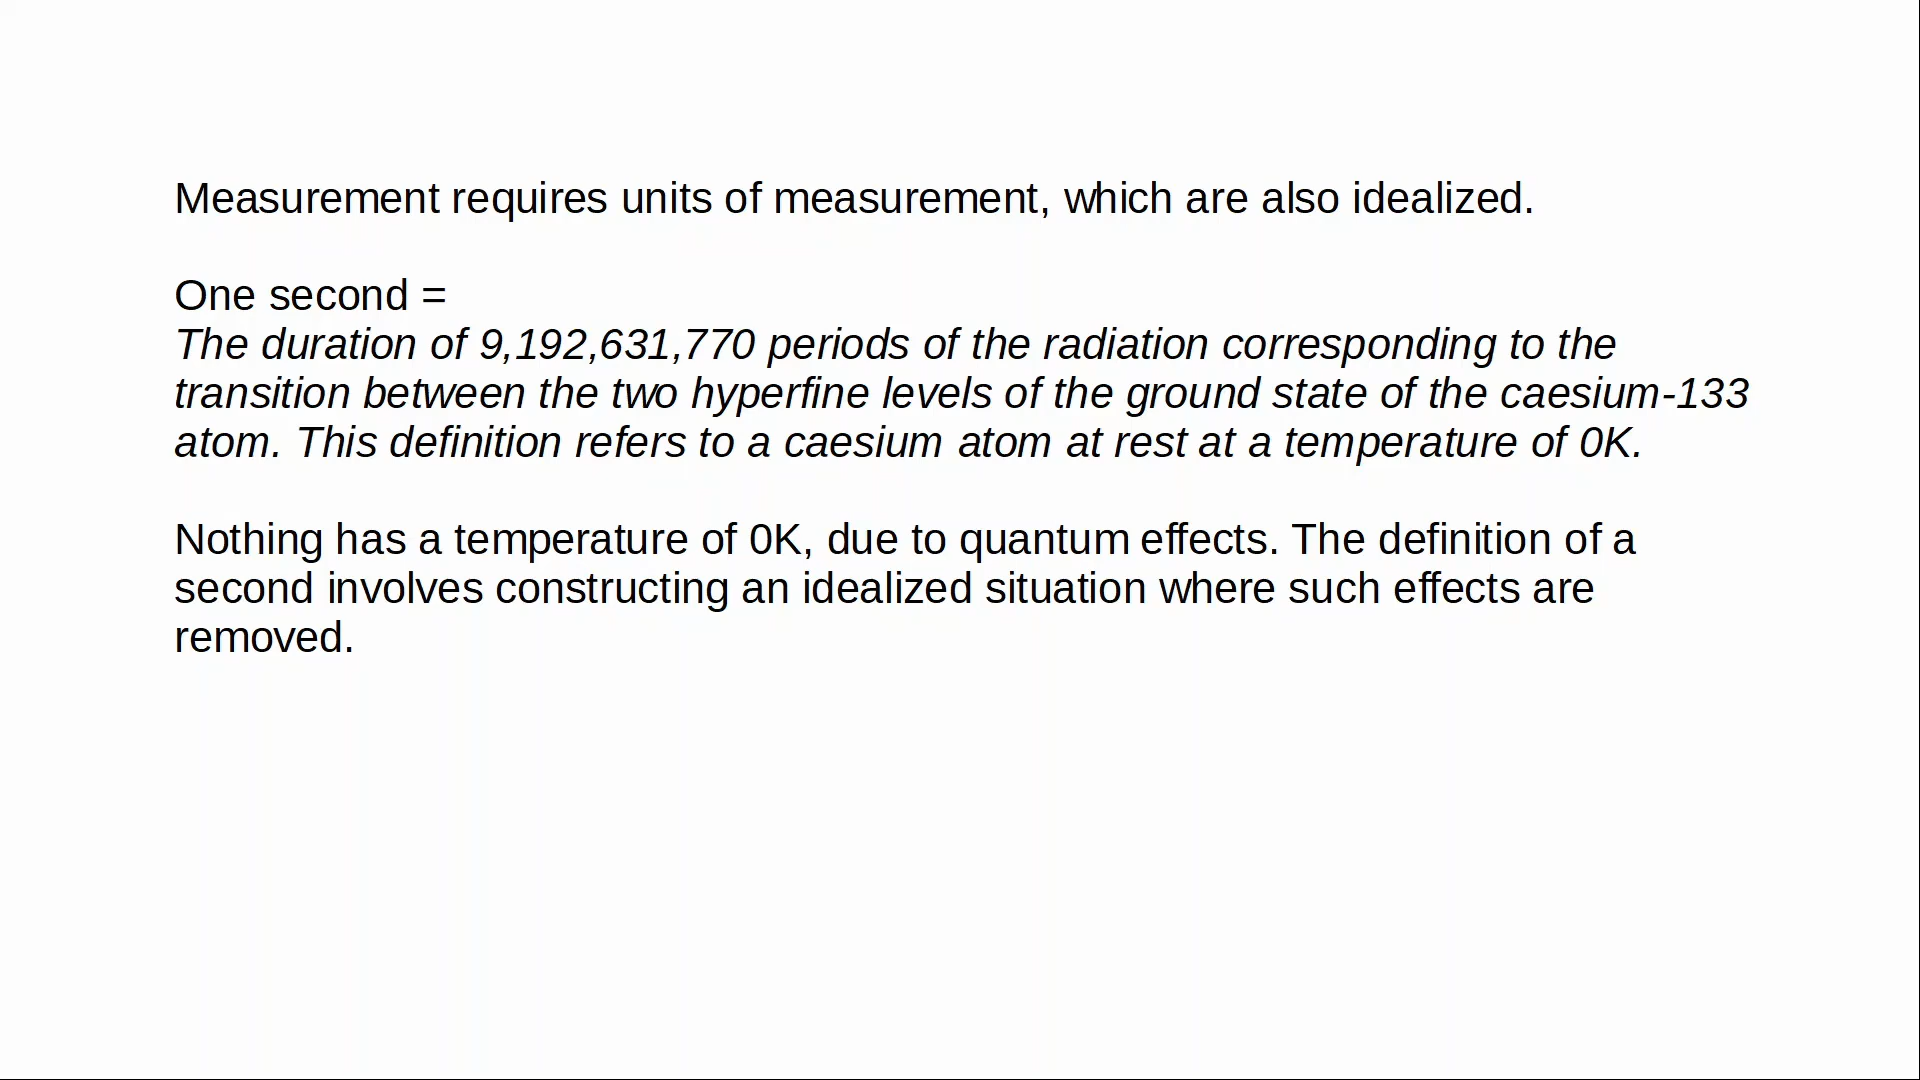 Measurement requires units of measurement, which are also idealized.
One second =
The duration of 9,192,631,770 periods of the radiation corresponding to the
transition between the two hyperfine levels of the ground state of the caesium-133
atom. This definition refers to a caesium atom at rest at a temperature of 0K.
Nothing has a temperature of 0K, due to quantum effects. The definition of a
second involves constructing an idealized situation where such effects are
removed.